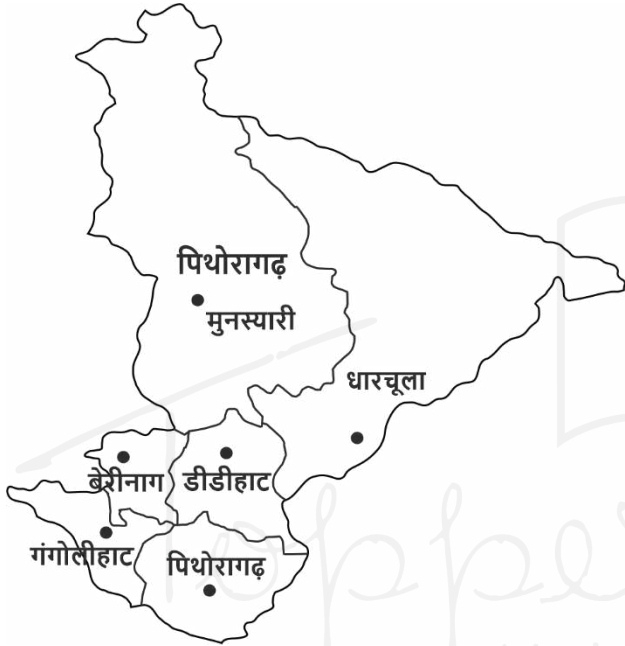 पिथोरागढ़
मुनस्यारी
धारचूला
बेरीनाग
डीडीहाट
गंगोलीहाट
पिथोरागढ़